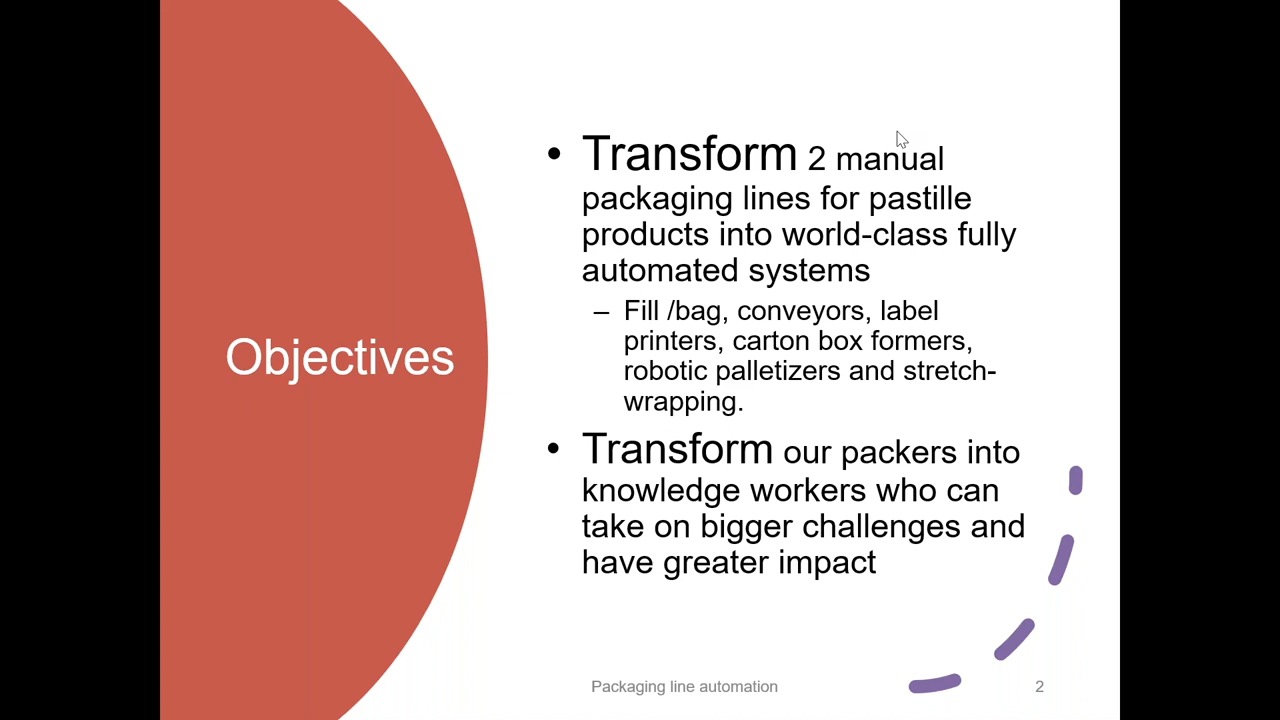 Objectives
• Transform 2 manual
packaging lines for pastille
products into world-class fully
automated systems
– Fill /bag, conveyors, label
printers, carton box formers,
robotic palletizers and stretch-
wrapping.
• Transform our packers into
knowledge workers who can
take on bigger challenges and
have greater impact
Packaging line automation
2